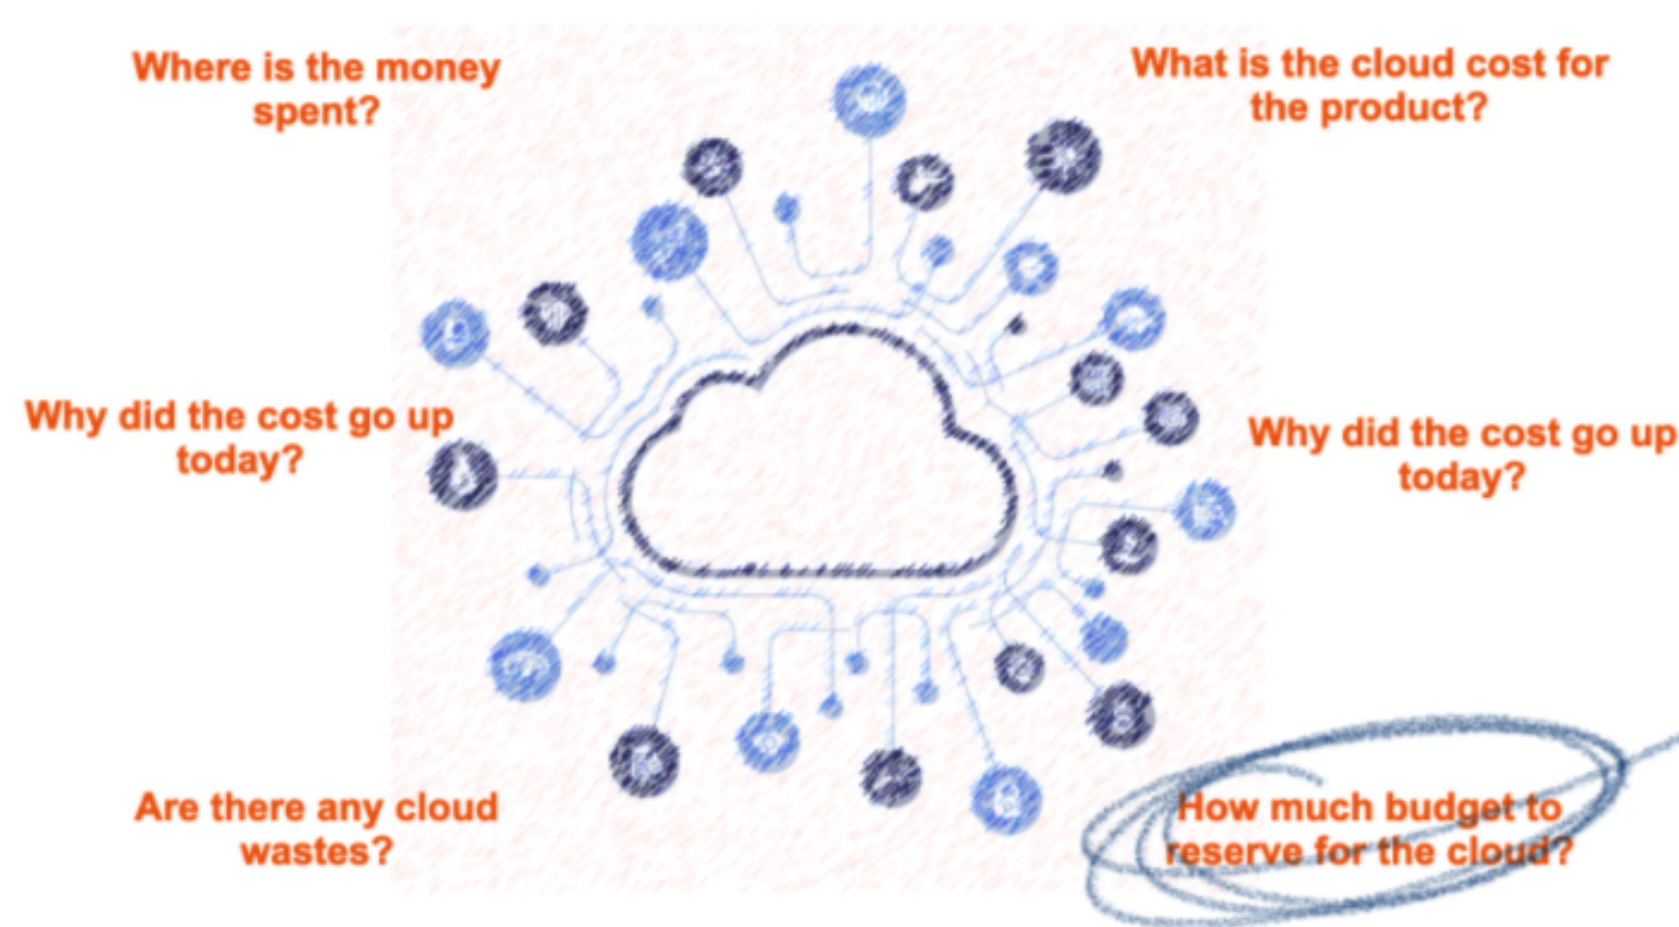 Where is the money
spent?
What is the cloud cost for
the product?
Why did the cost go up
today?
Why did the cost go up
today?
Are there any cloud
wastes?
How much budget to
reserve for the cloud?